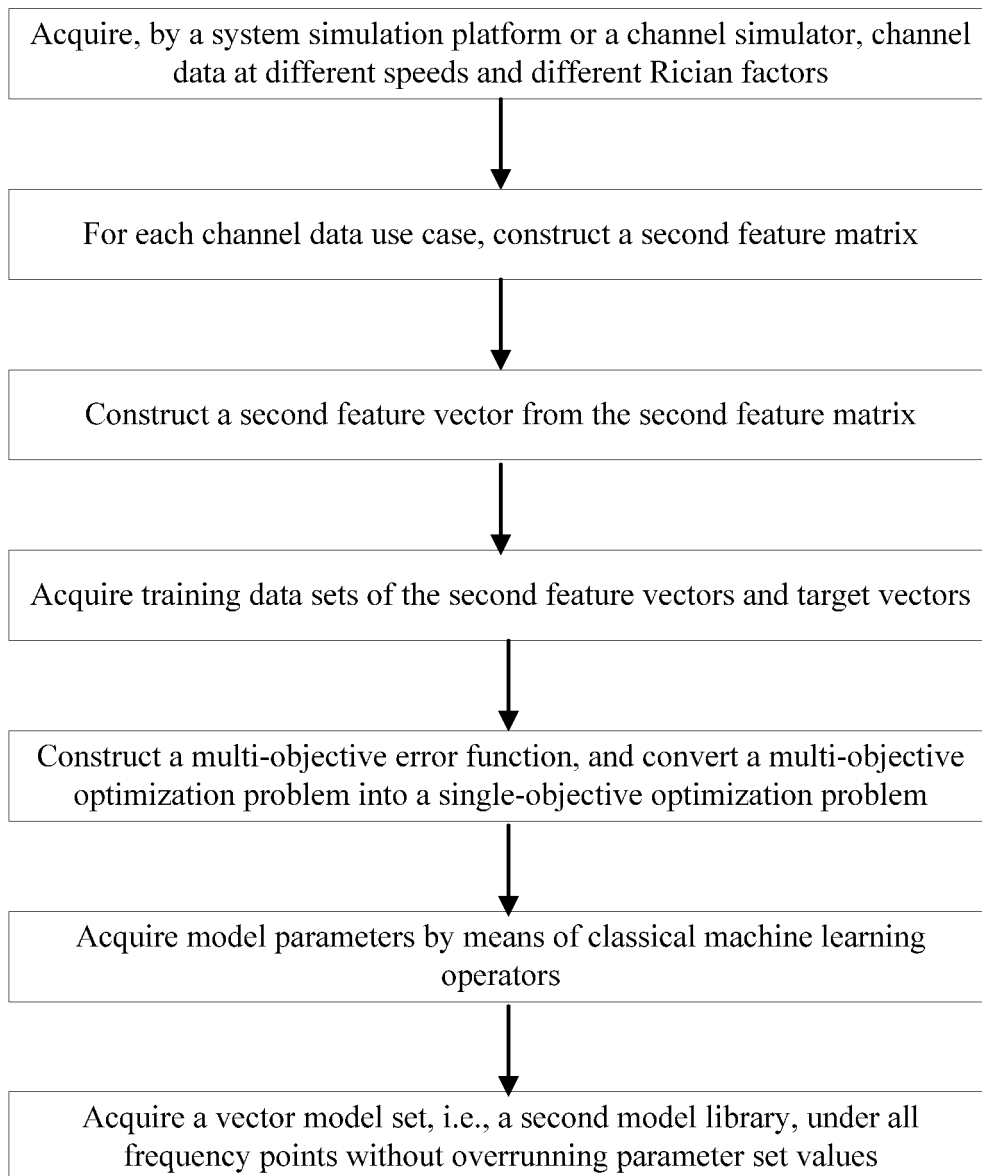 Acquire, by a system simulation platform or a channel simulator, channel
data at different speeds and different Rician factors
For each channel data use case, construct a second feature matrix
Construct a second feature vector from the second feature matrix
Acquire training data sets of the second feature vectors and target vectors
Construct a multi-objective error function, and convert a multi-objective
optimization problem into a single-objective optimization problem
Acquire model parameters by means of classical machine learning
operators
Acquire a vector model set, i.e., a second model library, under all
frequency points without overrunning parameter set values